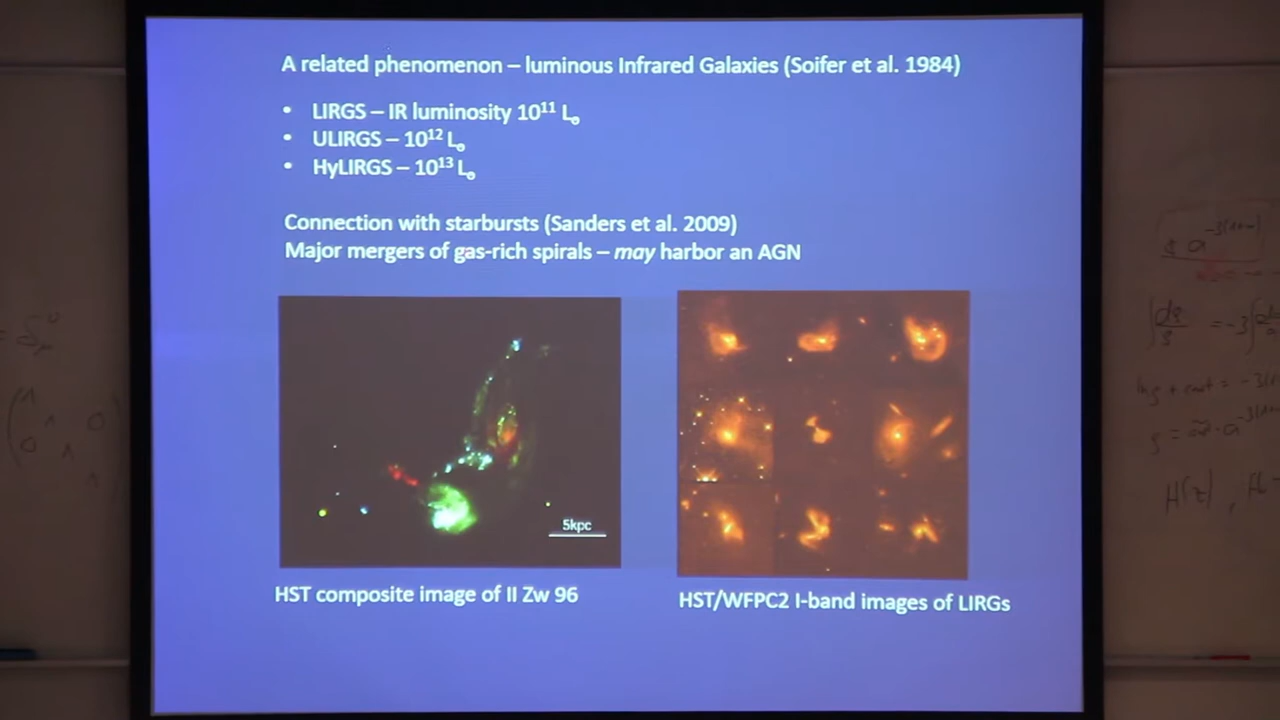 A related phenomenon – luminous Infrared Galaxies (Soifer et al. 1984)
• LIRGS – IR luminosity 10¹¹ L☉
• ULIRGS – 10¹² L☉
• HyLIRGS – 10¹³ L☉
Connection with starbursts (Sanders et al. 2009)
Major mergers of gas-rich spirals – may harbor an AGN
5kpc
HST composite image of II Zw 96
HST/WFPC2 I-band images of LIRGs
H(z)